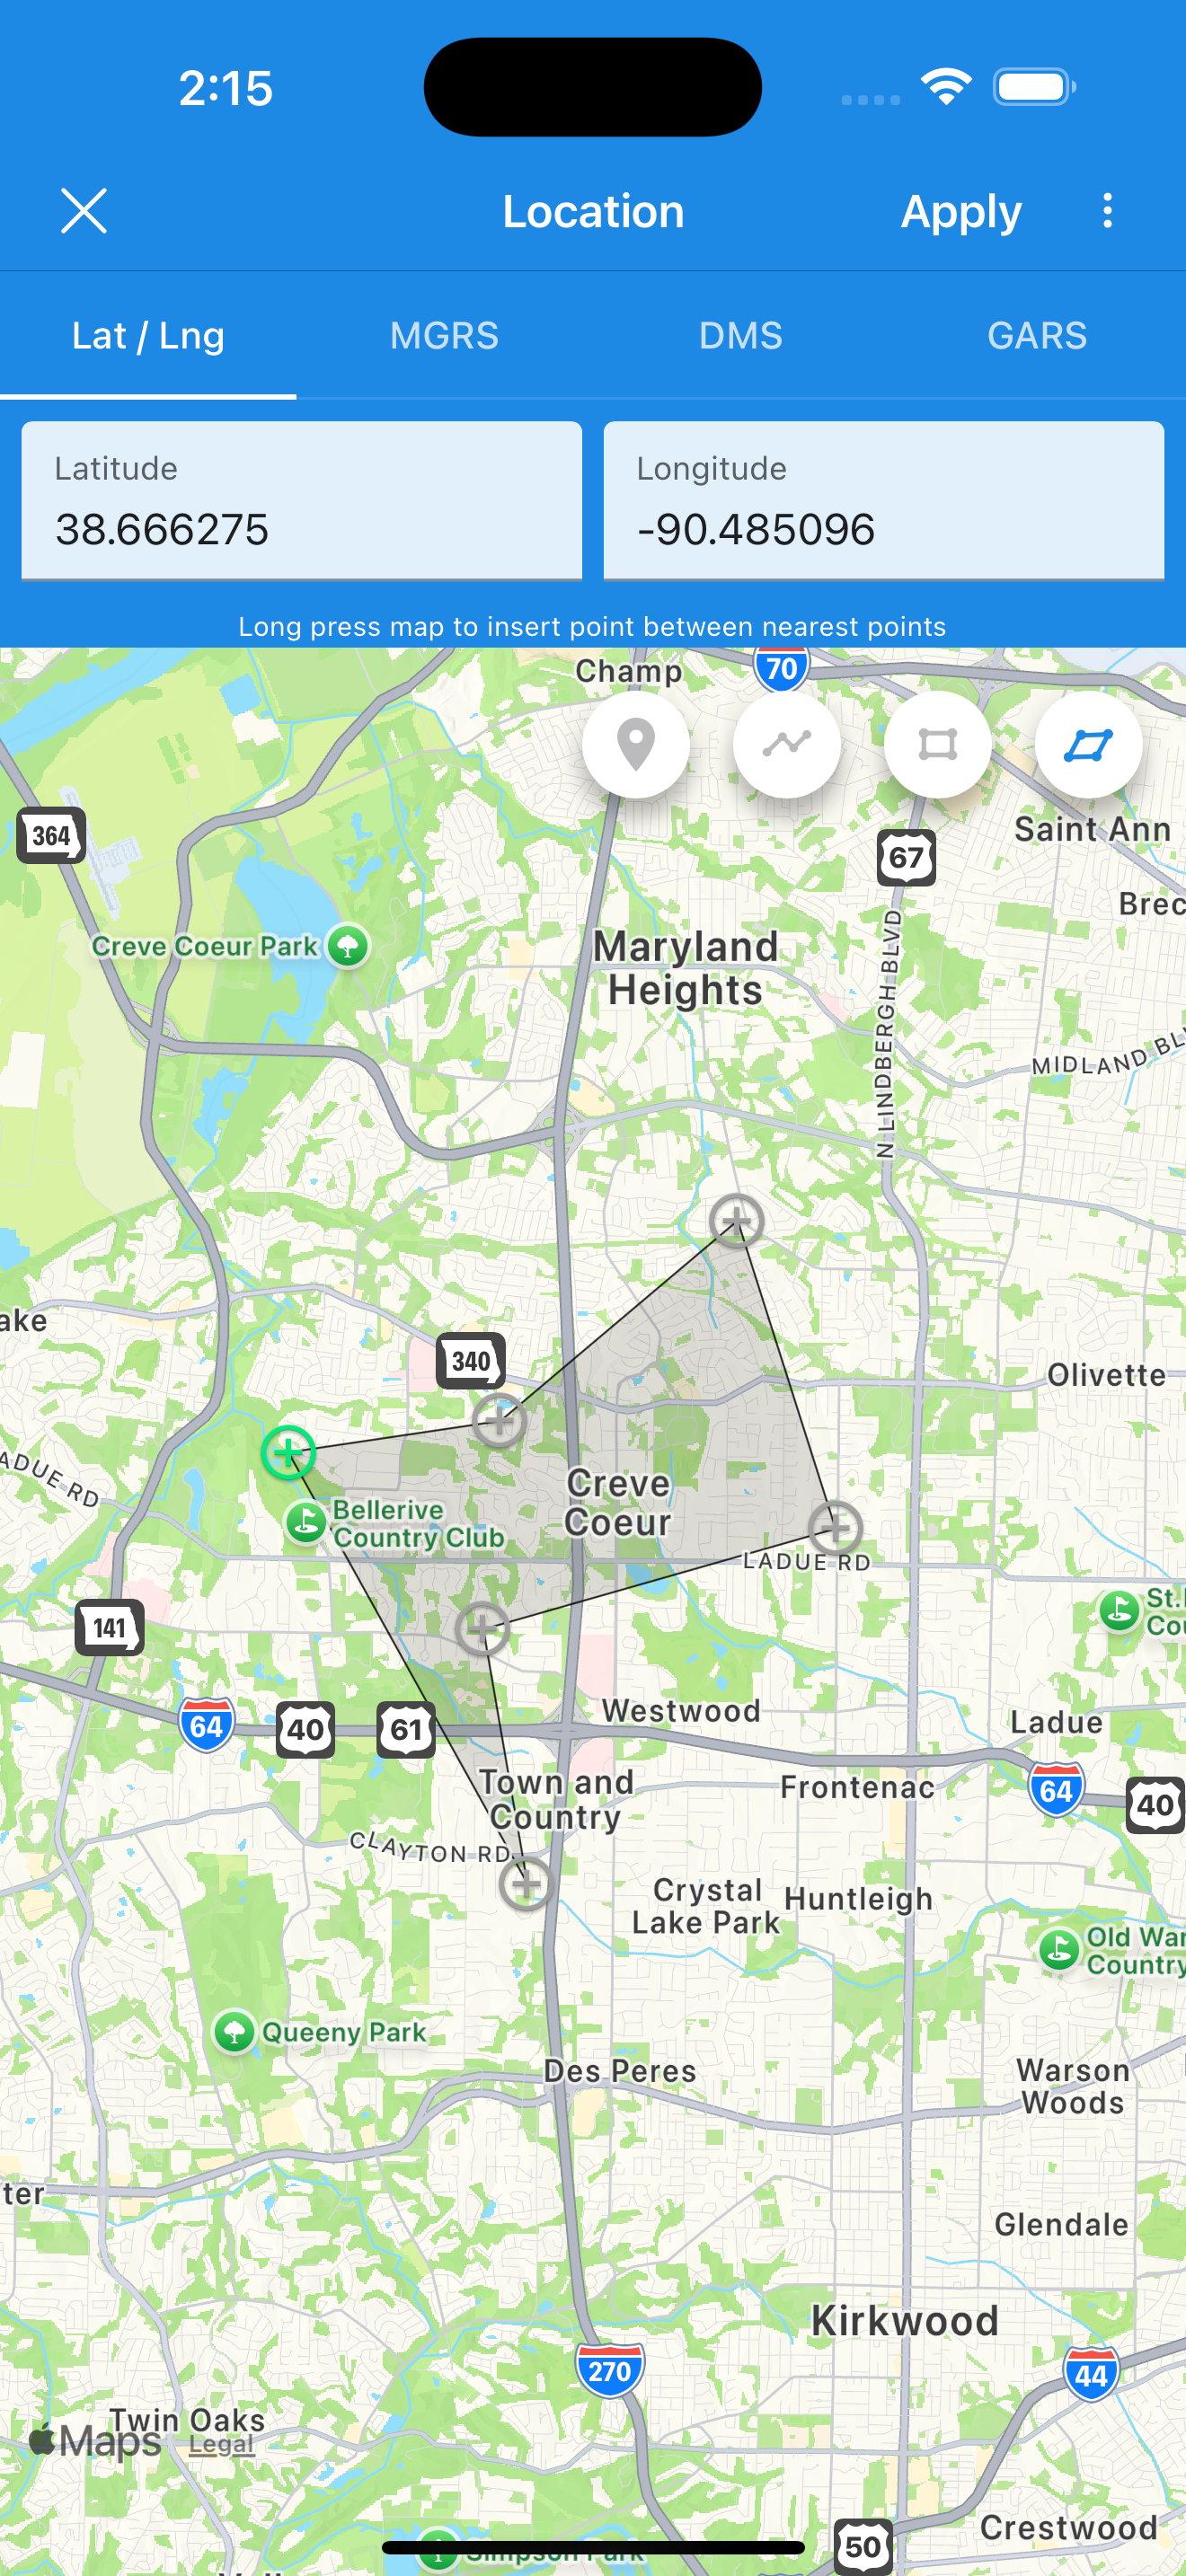 2:15
Location
Apply
Lat / Lng
MGRS
DMS
GARS
Latitude
38.666275
Longitude
-90.485096
Long press map to insert point between nearest points
Champ
70
364
67
Saint Ann
Brec
Creve Coeur Park
Maryland
Heights
N LINDBERGH BLVD
MIDLAND BL
ake
340
Olivette
ADUE RD
Bellerive
Country Club
Creve
Coeur
LADUE RD
141
St.
Cou
64
40
61
Westwood
Ladue
Town and
Country
Frontenac
64
40
CLAYTON RD
Crystal
Lake Park
Huntleigh
Old War
Country
Queeny Park
Des Peres
Warson
Woods
ter
Glendale
Kirkwood
270
44
Twin Oaks
Maps
Legal
Crestwood
50
Simpson Park